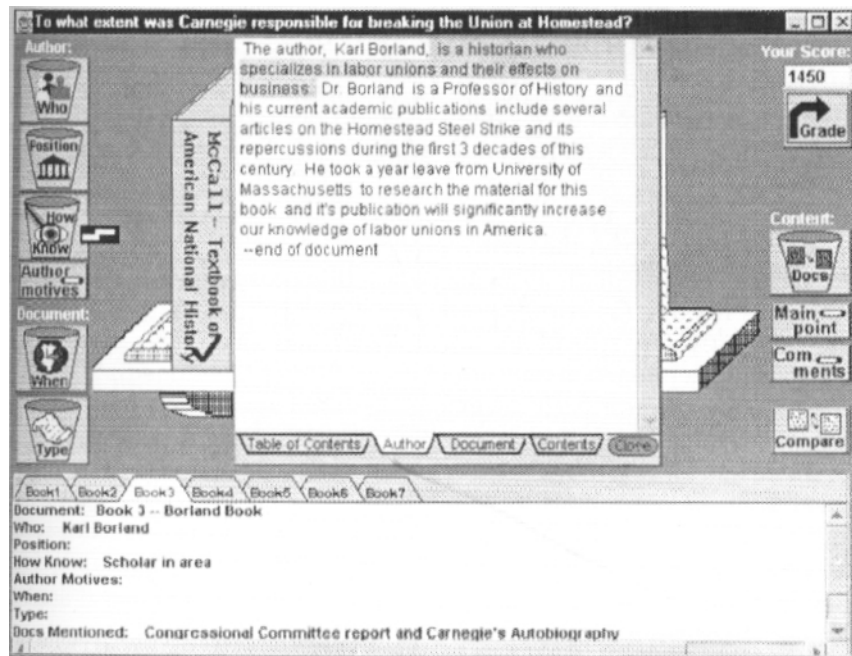 To what extent was Carnegie responsible for breaking the Union at Homestead?
Author:
Who
Position
How
Know
Author
motives
Document:
When
Type
McCall -- Textbook of
American National History
The author, Karl Borland, is a historian who
specializes in labor unions and their effects on
business. Dr. Borland is a Professor of History and
his current academic publications include several
articles on the Homestead Steel Strike and its
repercussions during the first 3 decades of this
century. He took a year leave from University of
Massachusetts to research the material for this
book and it's publication will significantly increase
our knowledge of labor unions in America.
--end of document
Table of Contents Author Document Contents Close
Your Score:
1450
Grade
Content:
Docs
Main
point
Com
ments
Compare
Book1 Book2 Book3 Book4 Book5 Book6 Book7
Document: Book 3 -- Borland Book
Who: Karl Borland
Position:
How Know: Scholar in area
Author Motives:
When:
Type:
Docs Mentioned: Congressional Committee report and Carnegie's Autobiography